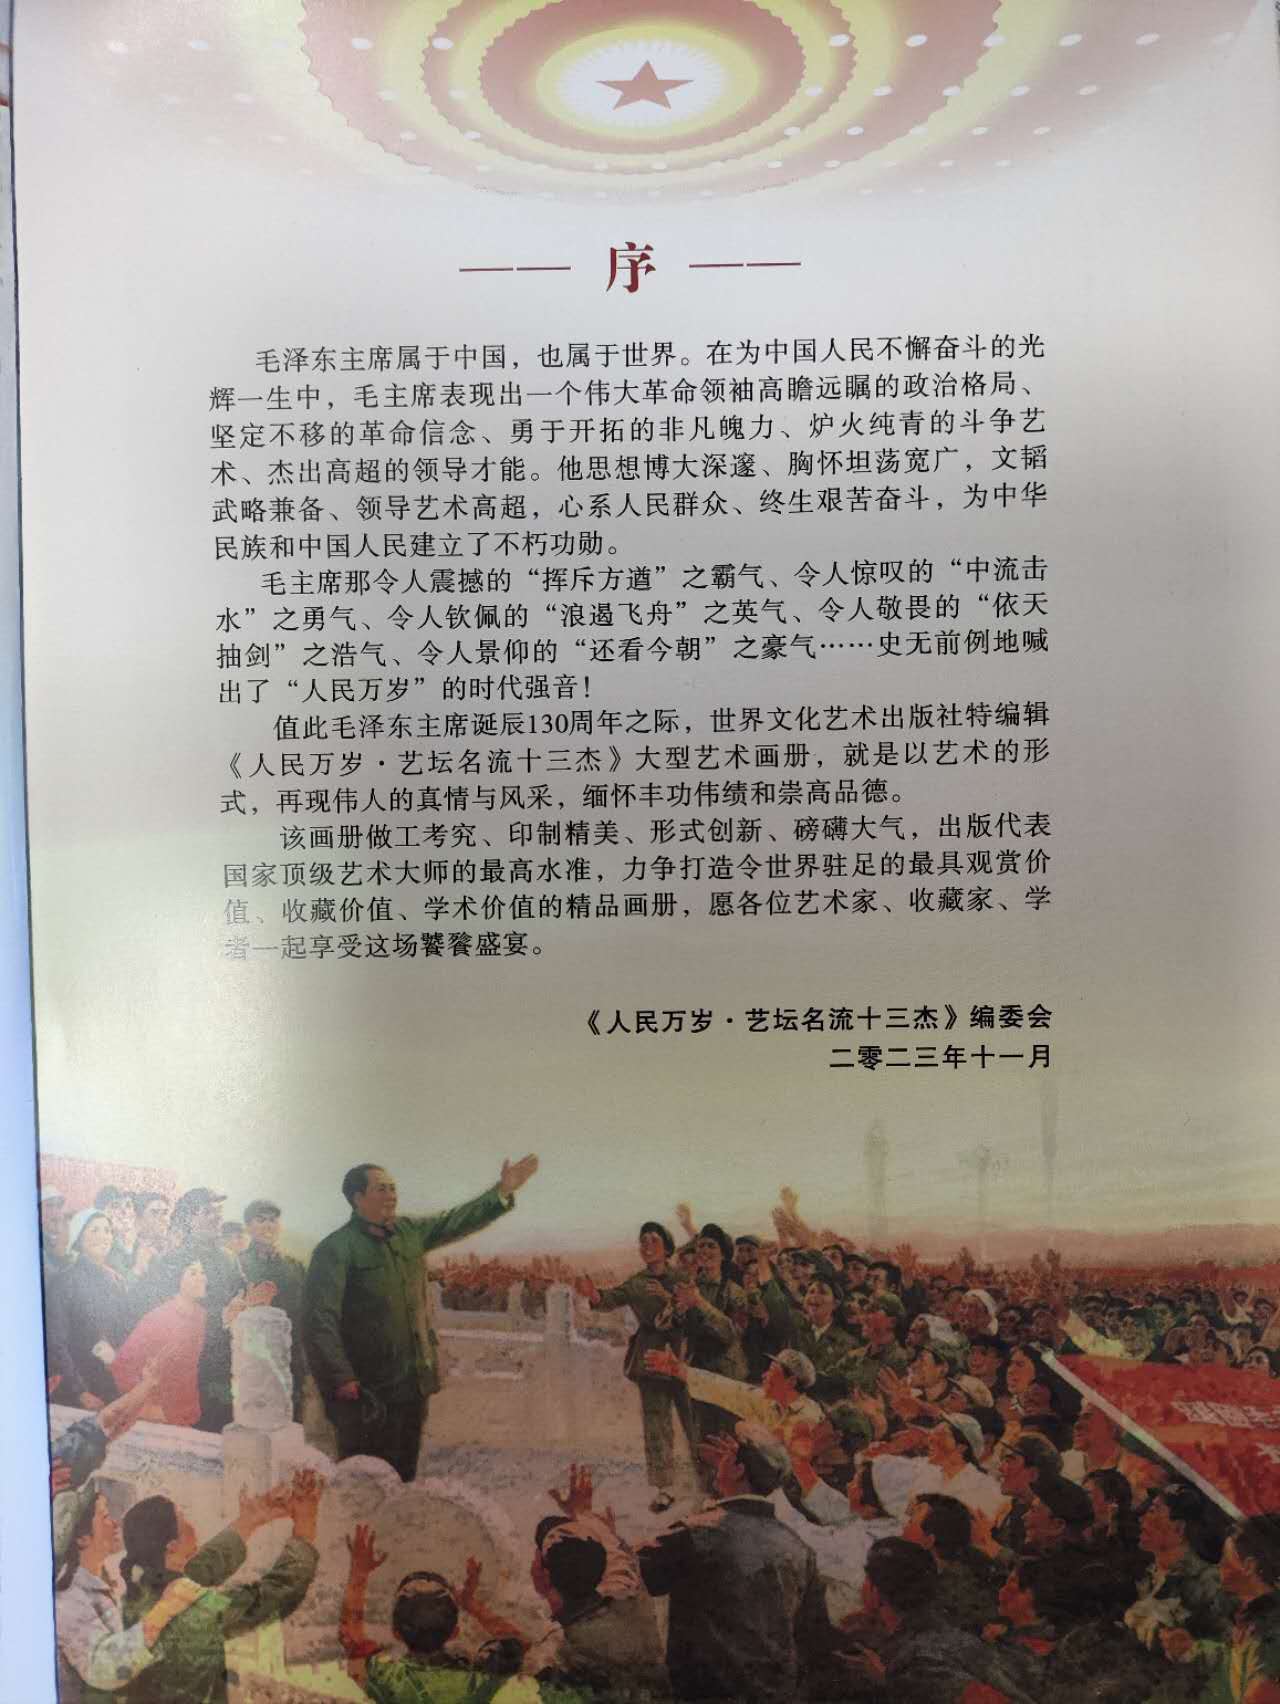 —— 序 ——
毛泽东主席属于中国，也属于世界。在为中国人民不懈奋斗的光
辉一生中，毛主席表现出一个伟大革命领袖高瞻远瞩的政治格局、
坚定不移的革命信念、勇于开拓的非凡魄力、炉火纯青的斗争艺
术、杰出高超的领导才能。他思想博大深邃、胸怀坦荡宽广，文韬
武略兼备、领导艺术高超，心系人民群众、终生艰苦奋斗，为中华
民族和中国人民建立了不朽功勋。
毛主席那令人震撼的“挥斥方遒”之霸气、令人惊叹的“中流击
水”之勇气、令人钦佩的“浪遏飞舟”之英气、令人敬畏的“依天
抽剑”之浩气、令人景仰的“还看今朝”之豪气……史无前例地喊
出了“人民万岁”的时代强音！
值此毛泽东主席诞辰130周年之际，世界文化艺术出版社特编辑
《人民万岁·艺坛名流十三杰》大型艺术画册，就是以艺术的形
式，再现伟人的真情与风采，缅怀丰功伟绩和崇高品德。
该画册做工考究、印制精美、形式创新、磅礴大气，出版代表
国家顶级艺术大师的最高水准，力争打造令世界驻足的最具观赏价
值、收藏价值、学术价值的精品画册，愿各位艺术家、收藏家、学
者一起享受这场饕餮盛宴。
《人民万岁·艺坛名流十三杰》编委会
二零二三年十一月